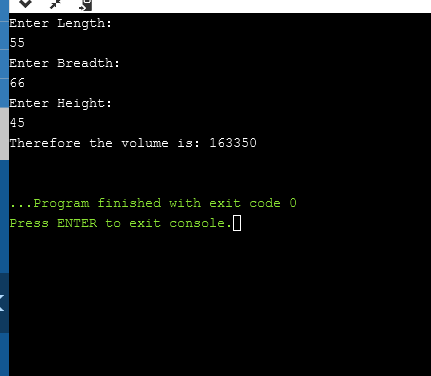 Enter Length:
55
Enter Breadth:
66
Enter Height:
45
Therefore the volume is: 163350
...Program finished with exit code 0
Press ENTER to exit console.